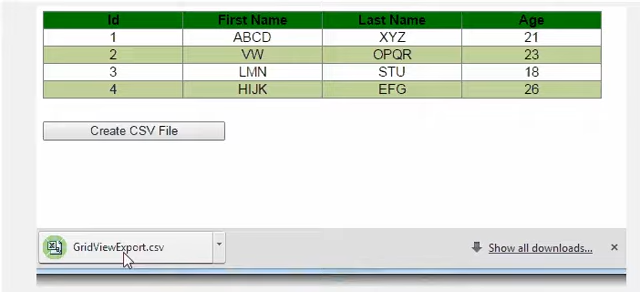 Id First Name Last Name Age
1 ABCD XYZ 21
2 VW OPQR 23
3 LMN STU 18
4 HIJK EFG 26
Create CSV File
GridViewExport.csv Show all downloads...